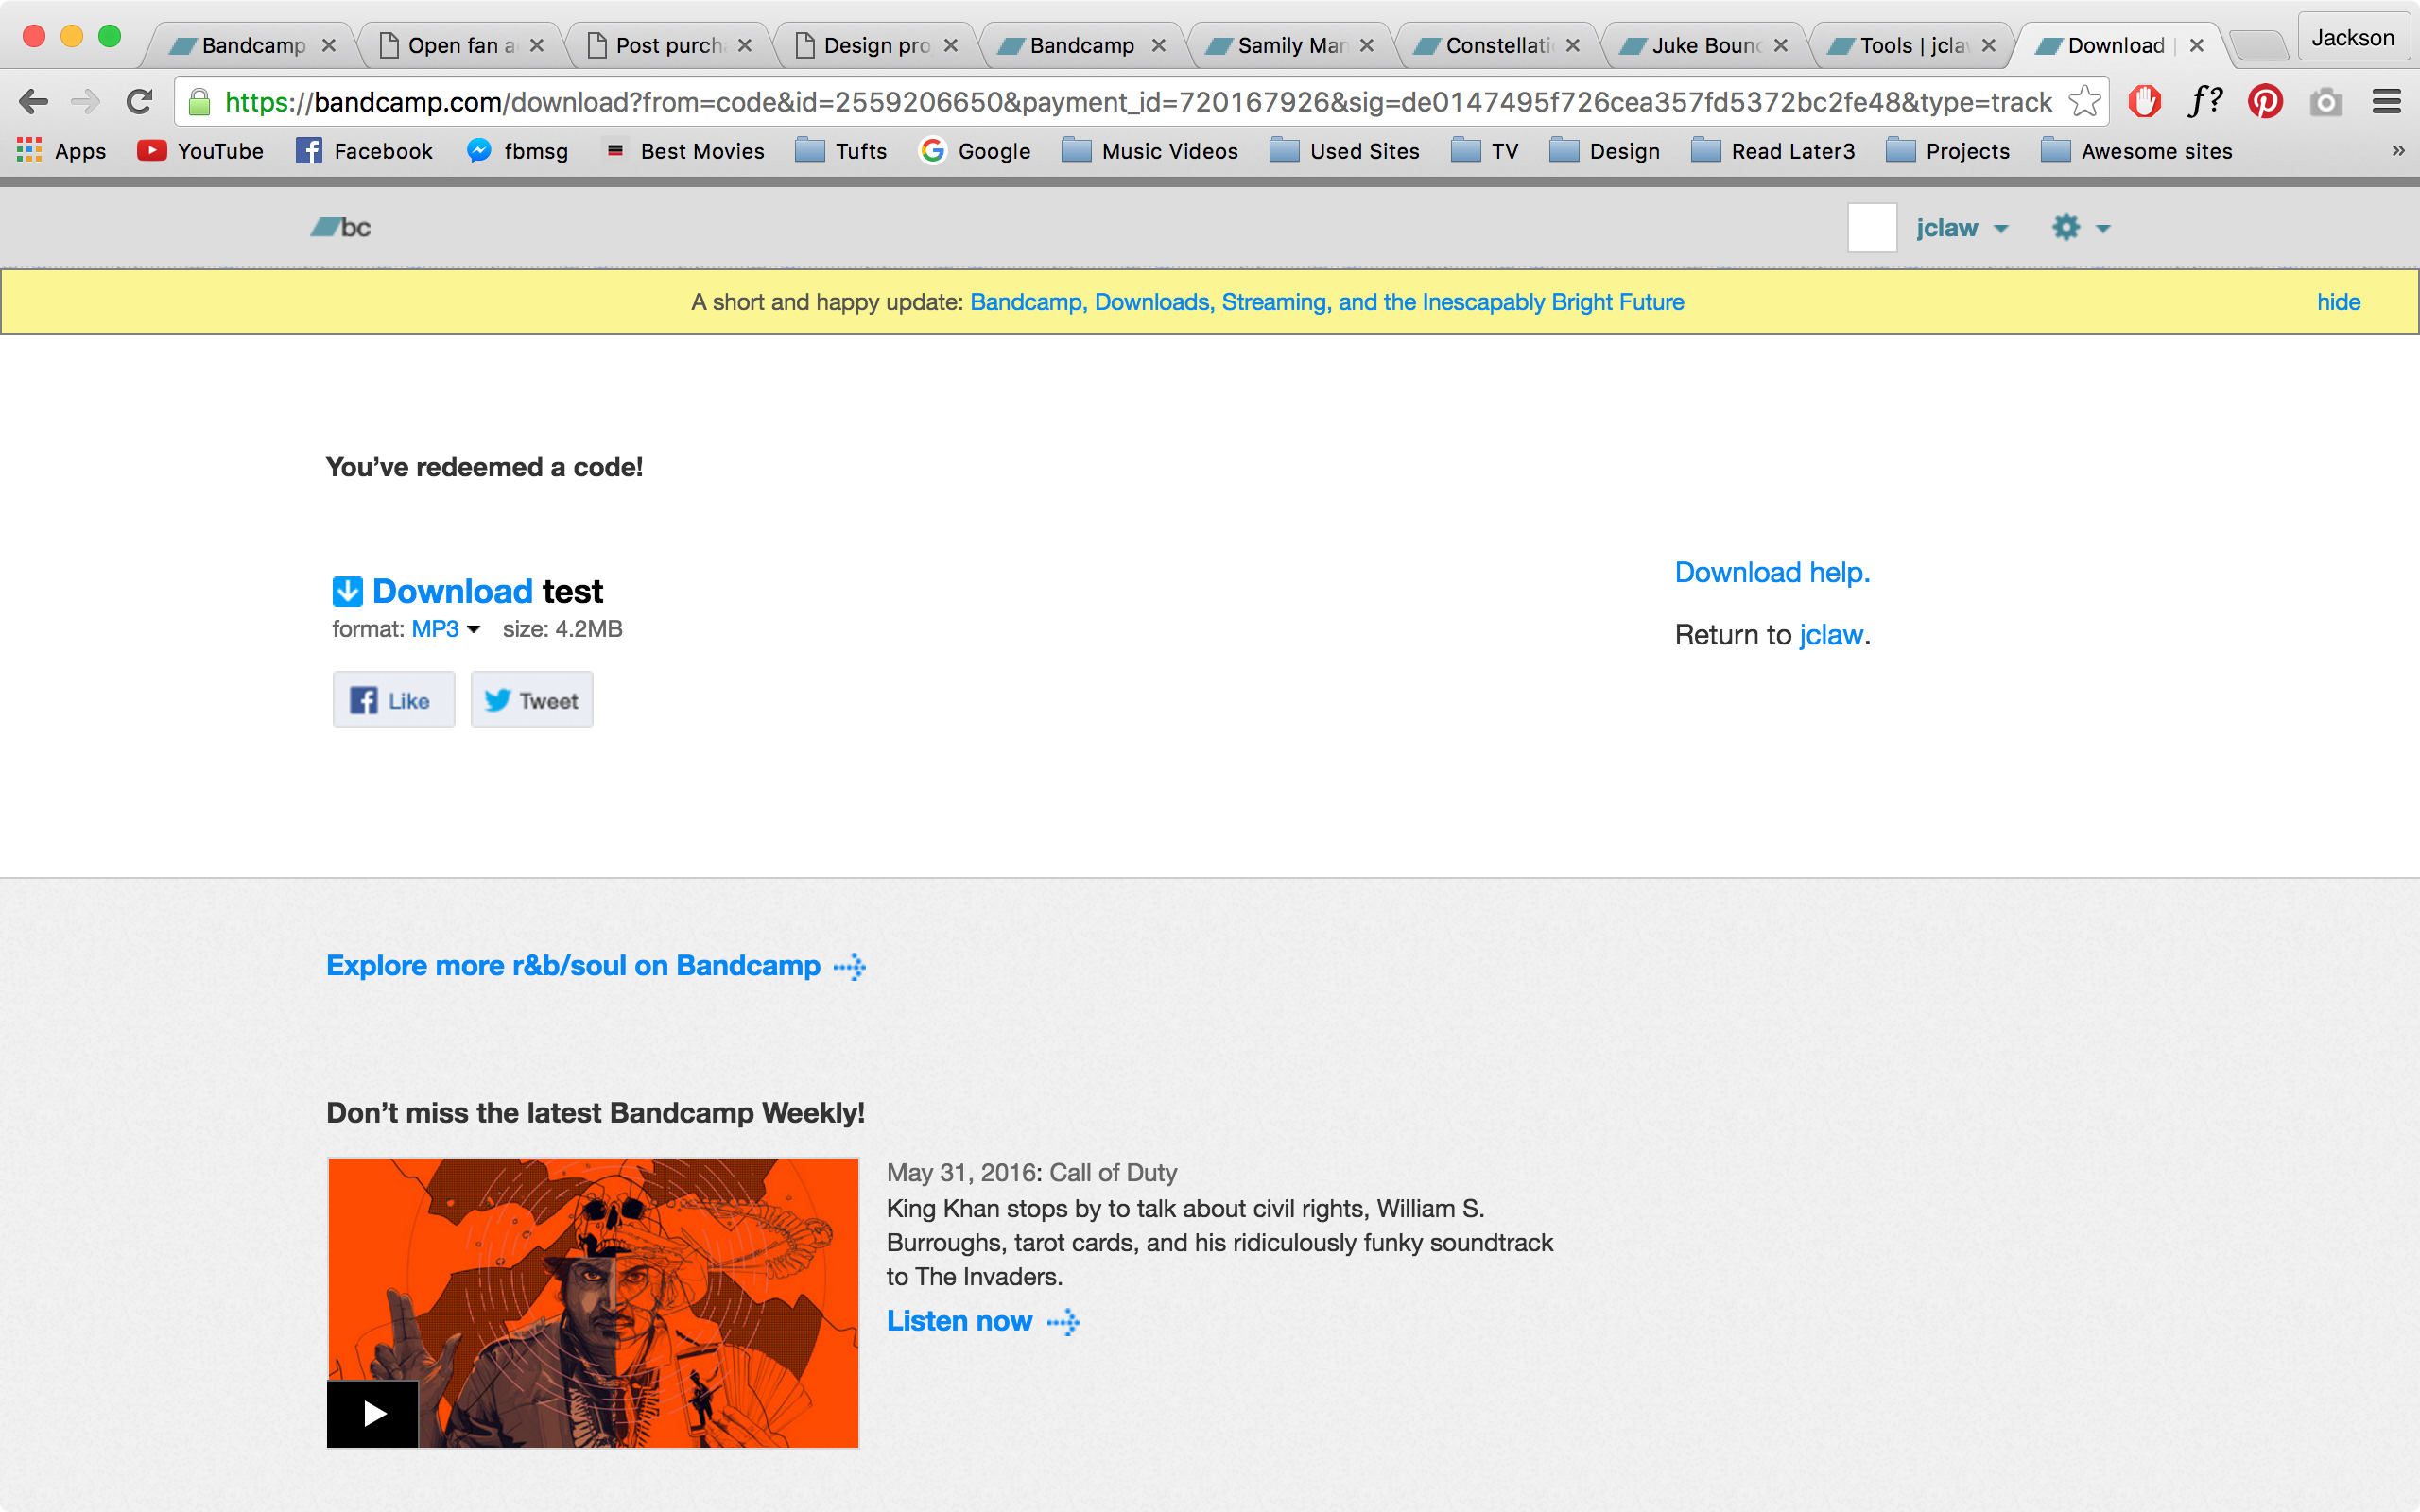 Bandcamp
Open fan a
Post purch
Design pro
Bandcamp
Samily Mar
Constellati
Juke Bounc
Tools | jclaw
Download |
Jackson
https://bandcamp.com/download?from=code&id=2559206650&payment_id=720167926&sig=de0147495f726cea357fd5372bc2fe48&type=track
f?
Apps
YouTube
Facebook
fbmsg
Best Movies
Tufts
Google
Music Videos
Used Sites
TV
Design
Read Later3
Projects
Awesome sites
»
bc
jclaw
A short and happy update: Bandcamp, Downloads, Streaming, and the Inescapably Bright Future
hide
You’ve redeemed a code!
Download test
format: MP3 size: 4.2MB
Like
Tweet
Download help.
Return to jclaw.
Explore more r&b/soul on Bandcamp
Don’t miss the latest Bandcamp Weekly!
May 31, 2016: Call of Duty
King Khan stops by to talk about civil rights, William S.
Burroughs, tarot cards, and his ridiculously funky soundtrack
to The Invaders.
Listen now